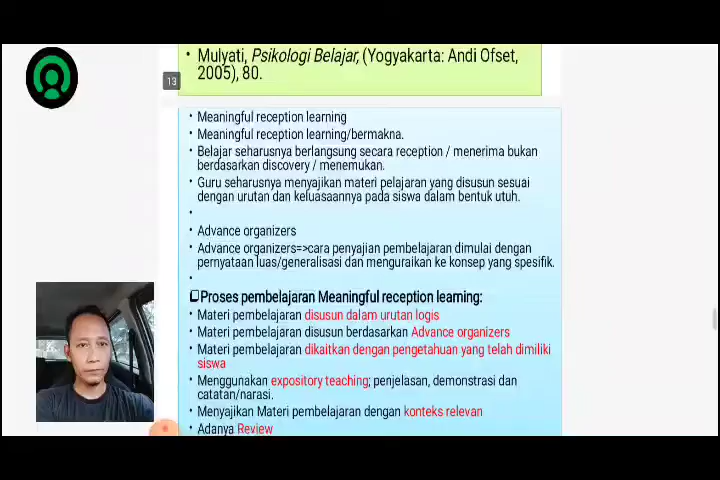 • Mulyati, Psikologi Belajar, (Yogyakarta: Andi Ofset,
2005), 80.
13
• Meaningful reception learning
• Meaningful reception learning/bermakna.
• Belajar seharusnya berlangsung secara reception / menerima bukan
berdasarkan discovery / menemukan.
• Guru seharusnya menyajikan materi pelajaran yang disusun sesuai
dengan urutan dan keluasaannya pada siswa dalam bentuk utuh.
•
• Advance organizers
• Advance organizers=>cara penyajian pembelajaran dimulai dengan
pernyataan luas/generalisasi dan menguraikan ke konsep yang spesifik.
•
❑Proses pembelajaran Meaningful reception learning:
• Materi pembelajaran disusun dalam urutan logis
• Materi pembelajaran disusun berdasarkan Advance organizers
• Materi pembelajaran dikaitkan dengan pengetahuan yang telah dimiliki
siswa
• Menggunakan expository teaching; penjelasan, demonstrasi dan
catatan/narasi.
• Menyajikan Materi pembelajaran dengan konteks relevan
• Adanya Review